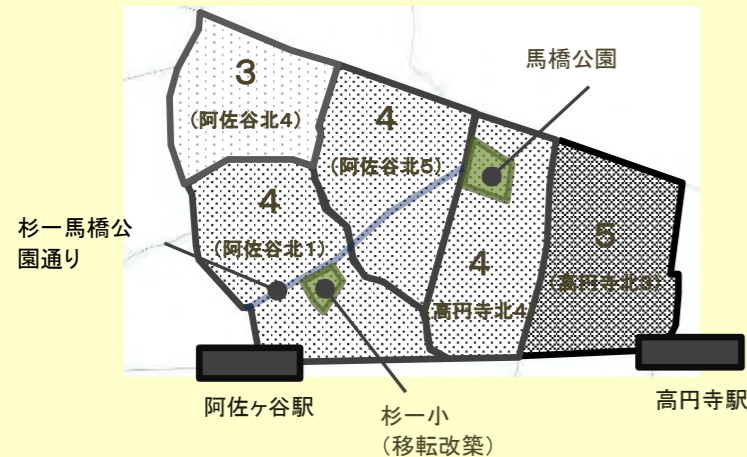 馬橋公園
3
(阿佐谷北4)
4
(阿佐谷北5)
杉一馬橋公
園通り
4
(阿佐谷北1)
4
(高円寺北4
5
(高円寺北3)
阿佐ヶ谷駅
杉一小
(移転改築)
高円寺駅